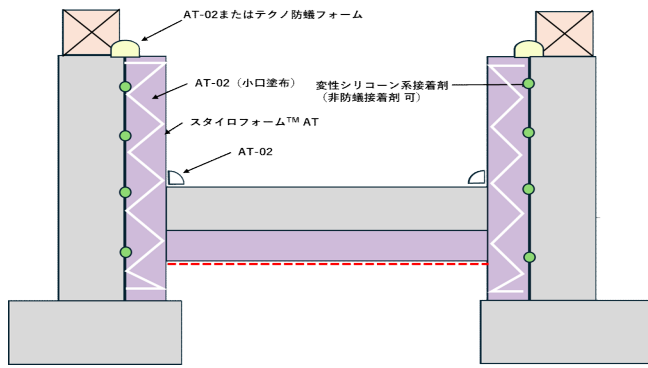 AT-02またはテクノ防蟻フォーム
AT-02（小口塗布）
変性シリコーン系接着剤
（非防蟻接着剤 可）
スタイロフォーム™ AT
AT-02